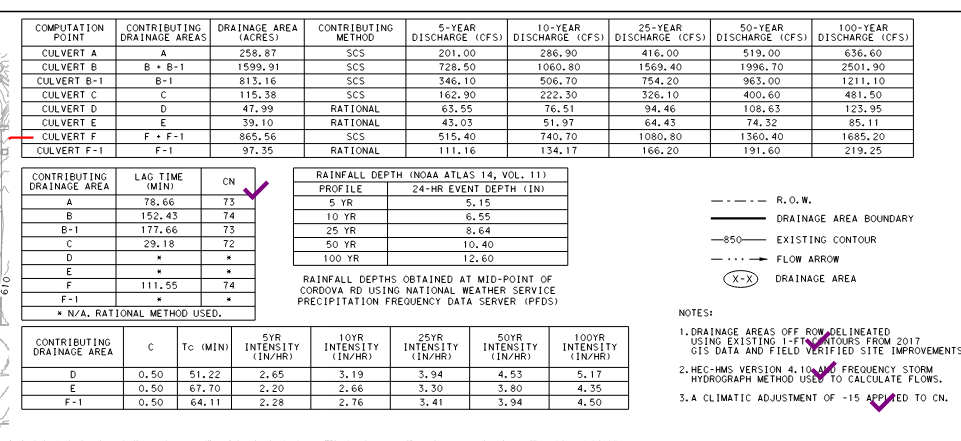 COMPUTATION POINT | CONTRIBUTING DRAINAGE AREAS | DRAINAGE AREA (ACRES) | CONTRIBUTING METHOD | 5-YEAR DISCHARGE (CFS) | 10-YEAR DISCHARGE (CFS) | 25-YEAR DISCHARGE (CFS) | 50-YEAR DISCHARGE (CFS) | 100-YEAR DISCHARGE (CFS)
CULVERT A | A | 258.87 | SCS | 201.00 | 286.90 | 416.00 | 519.00 | 636.60
CULVERT B | B + B-1 | 1599.91 | SCS | 728.50 | 1060.80 | 1569.40 | 1996.70 | 2501.90
CULVERT B-1 | B-1 | 813.16 | SCS | 346.10 | 506.70 | 754.20 | 963.00 | 1211.10
CULVERT C | C | 115.38 | SCS | 162.90 | 222.30 | 326.10 | 400.60 | 481.50
CULVERT D | D | 47.99 | RATIONAL | 63.55 | 76.51 | 94.46 | 108.63 | 123.95
CULVERT E | E | 39.10 | RATIONAL | 43.03 | 51.97 | 64.43 | 74.32 | 85.11
CULVERT F | F + F-1 | 865.56 | SCS | 515.40 | 740.70 | 1080.80 | 1360.40 | 1685.20
CULVERT F-1 | F-1 | 97.35 | RATIONAL | 111.16 | 134.17 | 166.20 | 191.60 | 219.25
CONTRIBUTING DRAINAGE AREA | LAG TIME (MIN) | CN
A | 78.66 | 73
B | 152.43 | 74
B-1 | 177.66 | 73
C | 29.18 | 72
D | * | *
E | * | *
F | 111.55 | 74
F-1 | * | *
* N/A. RATIONAL METHOD USED.
RAINFALL DEPTH (NOAA ATLAS 14, VOL. 11)
PROFILE | 24-HR EVENT DEPTH (IN)
5 YR | 5.15
10 YR | 6.55
25 YR | 8.64
50 YR | 10.40
100 YR | 12.60
RAINFALL DEPTHS OBTAINED AT MID-POINT OF
CORDOVA RD USING NATIONAL WEATHER SERVICE
PRECIPITATION FREQUENCY DATA SERVER (PFDS)
R.O.W.
DRAINAGE AREA BOUNDARY
850 EXISTING CONTOUR
FLOW ARROW
X-X DRAINAGE AREA
610
CONTRIBUTING DRAINAGE AREA | C | Tc (MIN) | 5YR INTENSITY (IN/HR) | 10YR INTENSITY (IN/HR) | 25YR INTENSITY (IN/HR) | 50YR INTENSITY (IN/HR) | 100YR INTENSITY (IN/HR)
D | 0.50 | 51.22 | 2.65 | 3.19 | 3.94 | 4.53 | 5.17
E | 0.50 | 67.70 | 2.20 | 2.66 | 3.30 | 3.80 | 4.35
F-1 | 0.50 | 64.11 | 2.28 | 2.76 | 3.41 | 3.94 | 4.50
NOTES:
1. DRAINAGE AREAS OFF ROW DELINEATED
USING EXISTING 1-FT CONTOURS FROM 2017
GIS DATA AND FIELD VERIFIED SITE IMPROVEMENTS
2. HEC-HMS VERSION 4.10 AND FREQUENCY STORM
HYDROGRAPH METHOD USED TO CALCULATE FLOWS.
3. A CLIMATIC ADJUSTMENT OF -15 APPLIED TO CN.